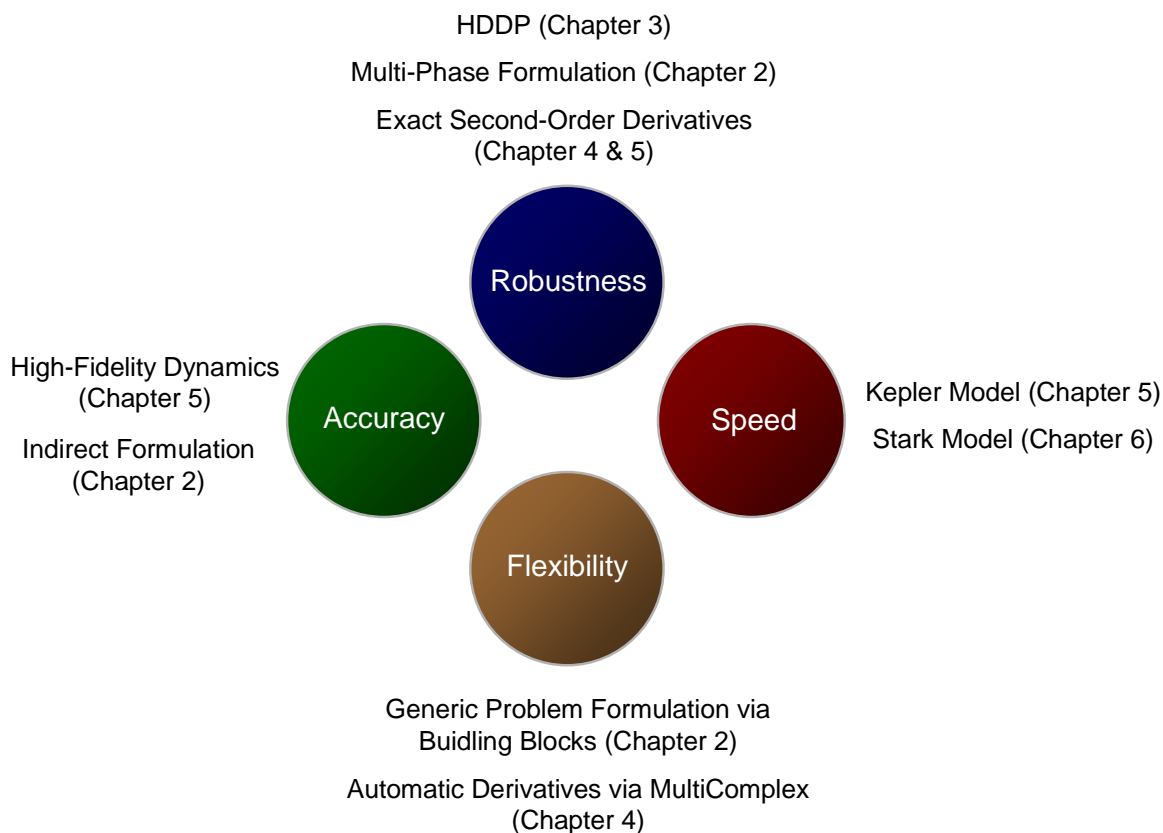 HDDP (Chapter 3)
Multi-Phase Formulation (Chapter 2)
Exact Second-Order Derivatives
(Chapter 4 & 5)
Robustness
High-Fidelity Dynamics
(Chapter 5)
Indirect Formulation
(Chapter 2)
Accuracy
Speed
Kepler Model (Chapter 5)
Stark Model (Chapter 6)
Flexibility
Generic Problem Formulation via
Buidling Blocks (Chapter 2)
Automatic Derivatives via MultiComplex
(Chapter 4)